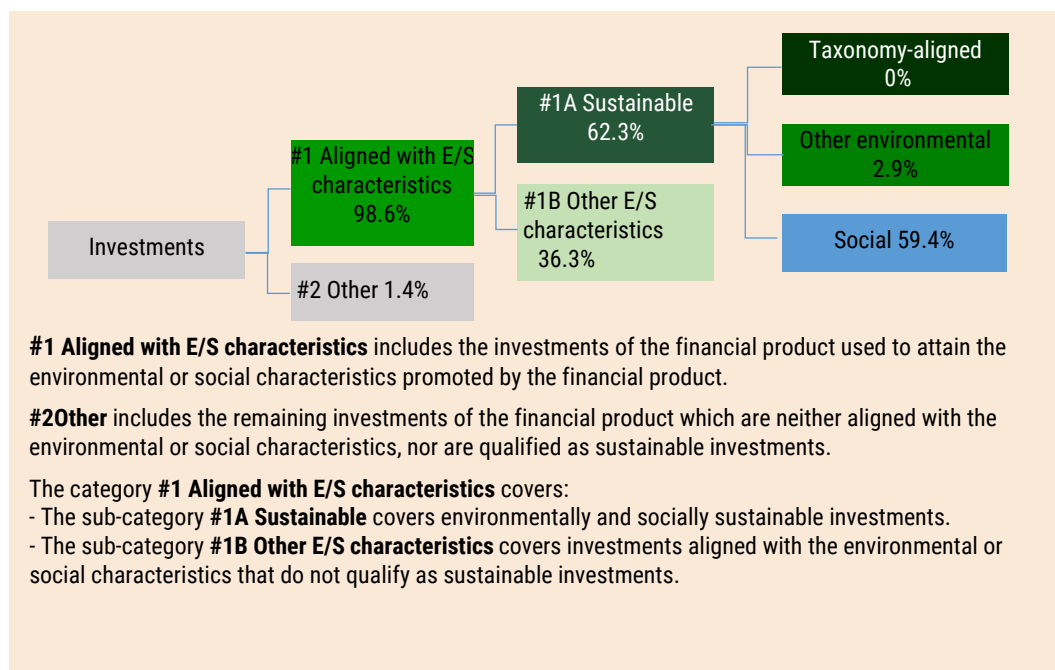 Taxonomy-aligned
0%
#1A Sustainable
62.3%
Other environmental
2.9%
#1 Aligned with E/S
characteristics
98.6%
#1B Other E/S
characteristics
36.3%
Investments
Social 59.4%
#2 Other 1.4%
#1 Aligned with E/S characteristics includes the investments of the financial product used to attain the
environmental or social characteristics promoted by the financial product.
#2Other includes the remaining investments of the financial product which are neither aligned with the
environmental or social characteristics, nor are qualified as sustainable investments.
The category #1 Aligned with E/S characteristics covers:
- The sub-category #1A Sustainable covers environmentally and socially sustainable investments.
- The sub-category #1B Other E/S characteristics covers investments aligned with the environmental or
social characteristics that do not qualify as sustainable investments.